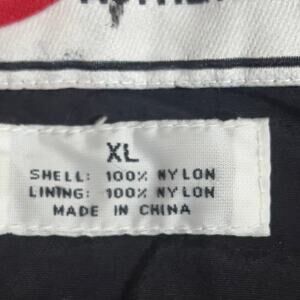 XL
SHELL: 100% NYLON
LINING: 100% NYLON
MADE IN CHINA